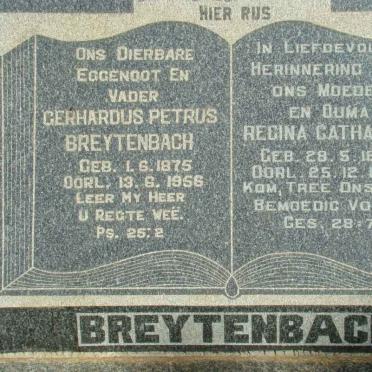 HIER RUS
ONS DIERBARE
EGGENOOT EN
VADER
GERHARDUS PETRUS
BREYTENBACH
GEB. 1.6.1875
OORL. 13.6.1956
LEER MY HEER
U REGTE WEE.
PS. 25:2
IN LIEFDEVOL
HERINNERING
ONS MOEDE
EN OUMA
REGINA CATHA
GEB. 28.5.18
OORL. 25.12.
KOM, TREE ONS
BEMOEDIG VO
GES. 28:7
BREYTENBAC